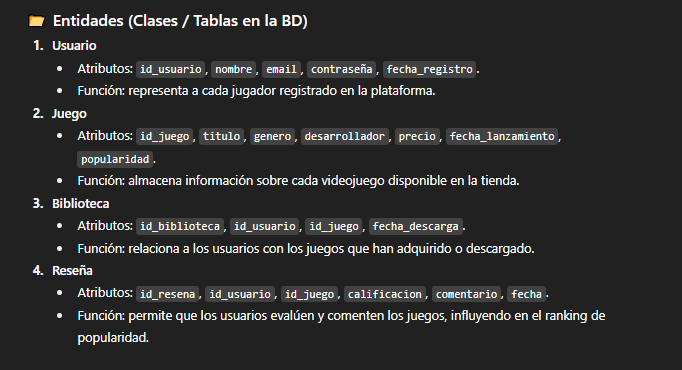 Entidades (Clases / Tablas en la BD)
1. Usuario
• Atributos: id_usuario, nombre, email, contraseña, fecha_registro.
• Función: representa a cada jugador registrado en la plataforma.
2. Juego
• Atributos: id_juego, titulo, genero, desarrollador, precio, fecha_lanzamiento,
popularidad.
• Función: almacena información sobre cada videojuego disponible en la tienda.
3. Biblioteca
• Atributos: id_biblioteca, id_usuario, id_juego, fecha_descarga.
• Función: relaciona a los usuarios con los juegos que han adquirido o descargado.
4. Reseña
• Atributos: id_resena, id_usuario, id_juego, calificacion, comentario, fecha.
• Función: permite que los usuarios evalúen y comenten los juegos, influyendo en el ranking de
popularidad.